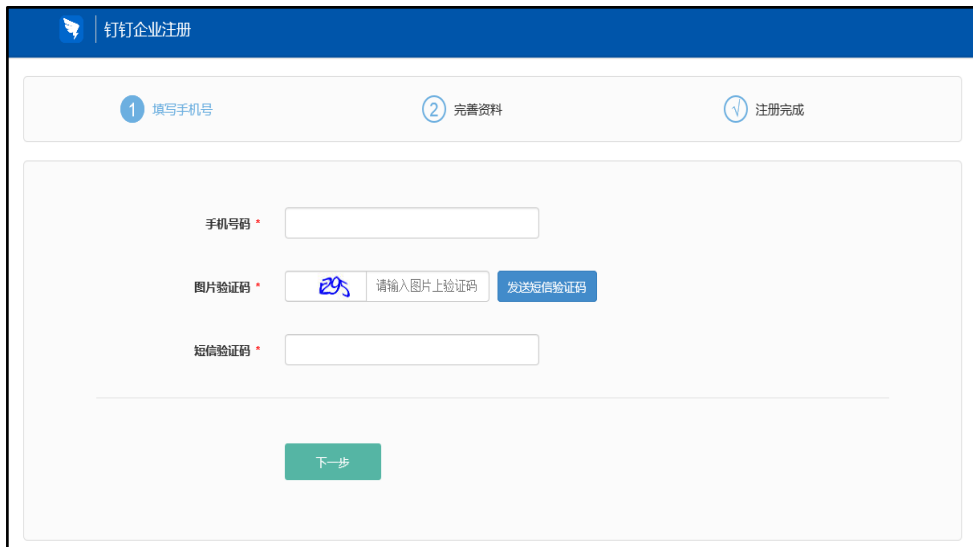 钉钉企业注册
1 填写手机号
2 完善资料
√ 注册完成
手机号码 *
图片验证码 * 请输入图片上验证码 发送短信验证码
短信验证码 *
下一步